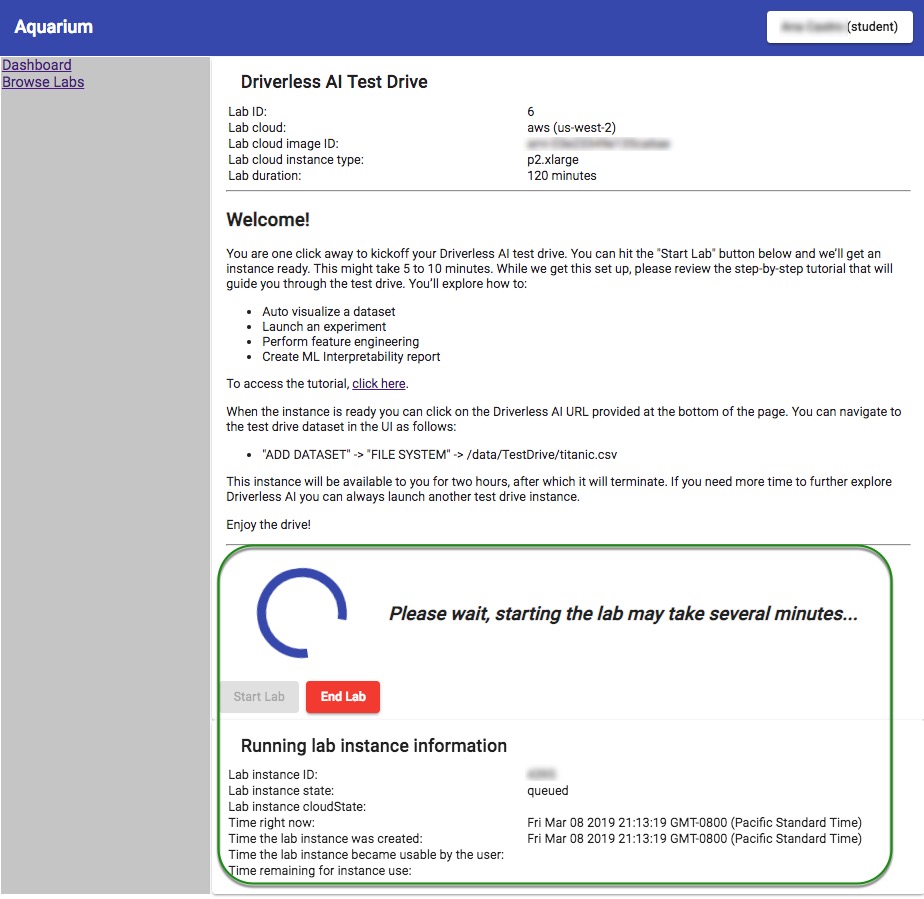 Aquarium
(student)
Dashboard
Browse Labs
Driverless AI Test Drive
Lab ID: 6
Lab cloud: aws (us-west-2)
Lab cloud image ID:
Lab cloud instance type: p2.xlarge
Lab duration: 120 minutes
Welcome!
You are one click away to kickoff your Driverless AI test drive. You can hit the "Start Lab" button below and we'll get an
instance ready. This might take 5 to 10 minutes. While we get this set up, please review the step-by-step tutorial that will
guide you through the test drive. You'll explore how to:
• Auto visualize a dataset
• Launch an experiment
• Perform feature engineering
• Create ML Interpretability report
To access the tutorial, click here.
When the instance is ready you can click on the Driverless AI URL provided at the bottom of the page. You can navigate to
the test drive dataset in the UI as follows:
• "ADD DATASET" -> "FILE SYSTEM" -> /data/TestDrive/titanic.csv
This instance will be available to you for two hours, after which it will terminate. If you need more time to further explore
Driverless AI you can always launch another test drive instance.
Enjoy the drive!
Please wait, starting the lab may take several minutes...
Start Lab End Lab
Running lab instance information
Lab instance ID:
Lab instance state: queued
Lab instance cloudState:
Time right now: Fri Mar 08 2019 21:13:19 GMT-0800 (Pacific Standard Time)
Time the lab instance was created: Fri Mar 08 2019 21:13:19 GMT-0800 (Pacific Standard Time)
Time the lab instance became usable by the user:
Time remaining for instance use: